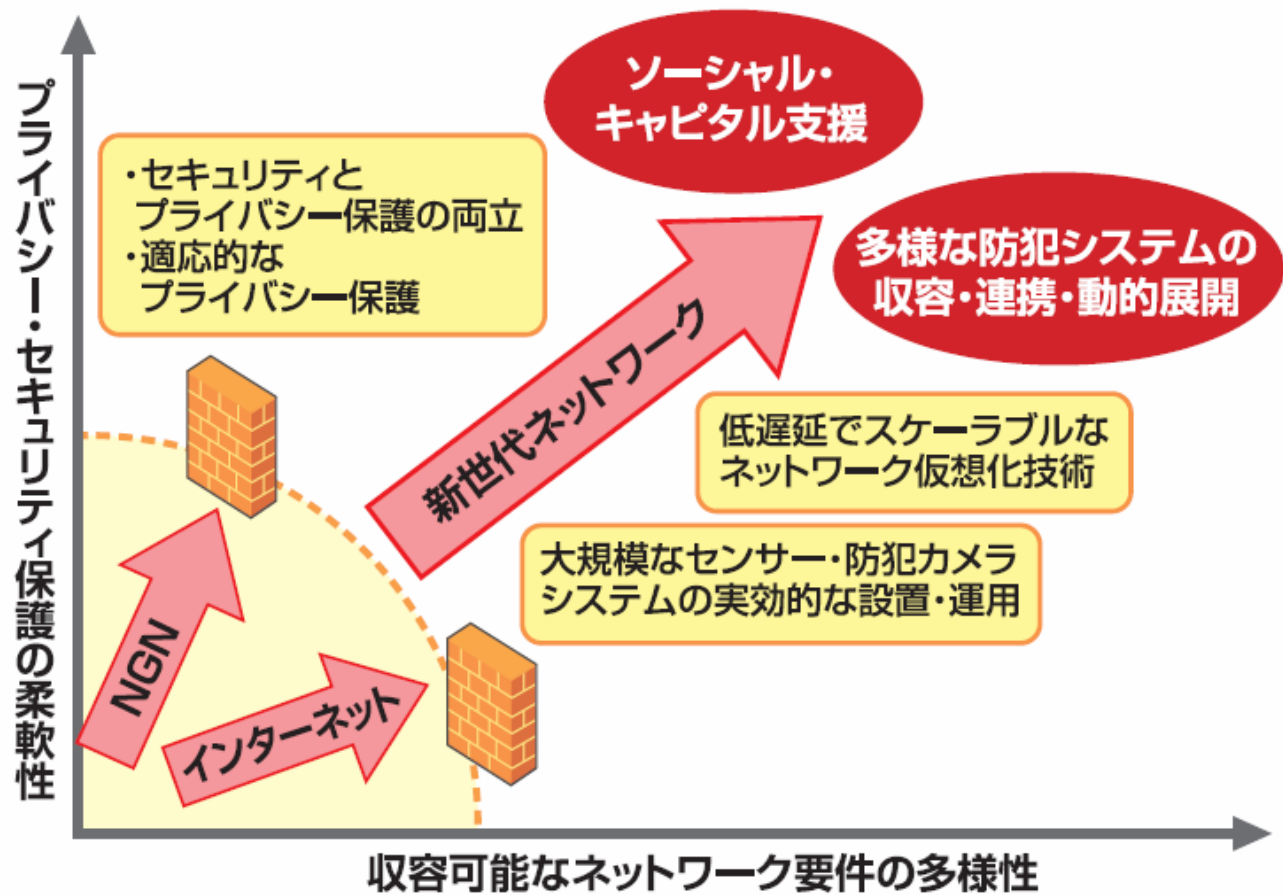 プライバシー・セキュリティ保護の柔軟性
ソーシャル・
キャピタル支援
・セキュリティと
プライバシー保護の両立
・適応的な
プライバシー保護
多様な防犯システムの
収容・連携・動的展開
新世代ネットワーク
低遅延でスケーラブルな
ネットワーク仮想化技術
大規模なセンサー・防犯カメラ
システムの実効的な設置・運用
NGN
インターネット
収容可能なネットワーク要件の多様性